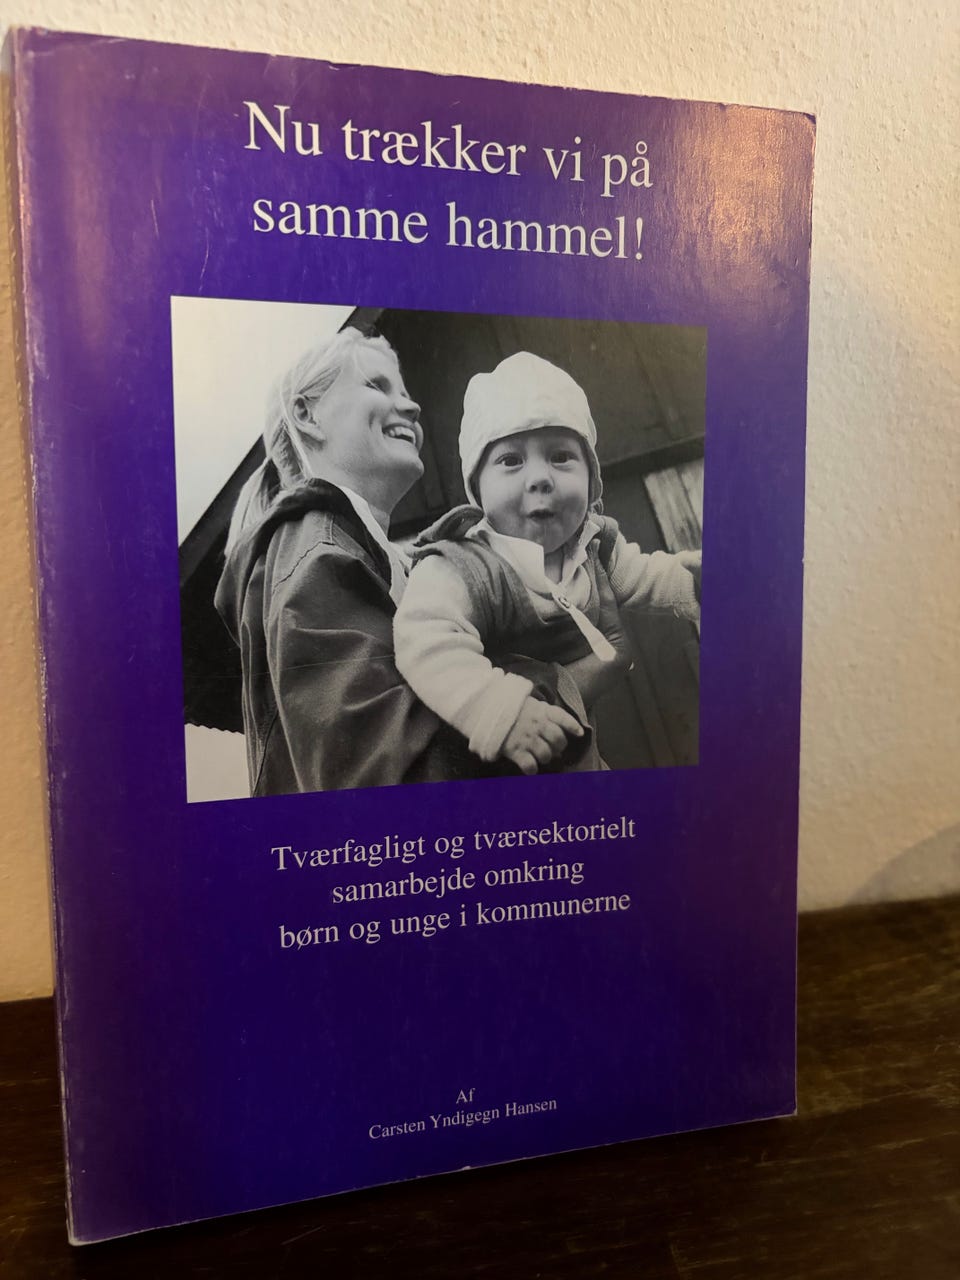 Nu trækker vi på
samme hammel!
Tværfagligt og tværsektorielt
samarbejde omkring
børn og unge i kommunerne
Af
Carsten Yndigegn Hansen